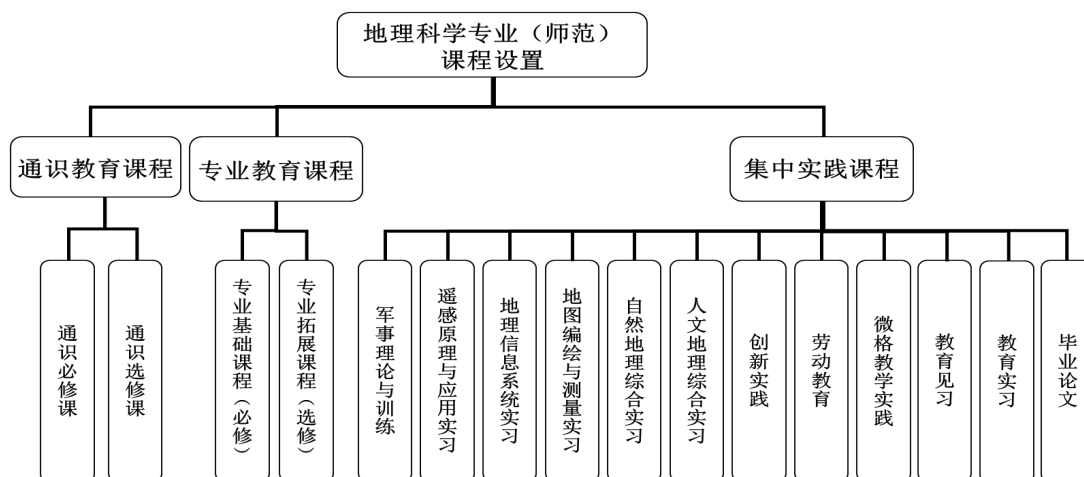 地理科学专业（师范）
课程设置
通识教育课程
专业教育课程
集中实践课程
通识必修课
通识选修课
专业基础课程（必修）
专业拓展课程（选修）
军事理论与训练
遥感原理与应用实习
地理信息系统实习
地图编绘与测量实习
自然地理综合实习
人文地理综合实习
创新实践
劳动教育
微格教学实践
教育见习
教育实习
毕业论文